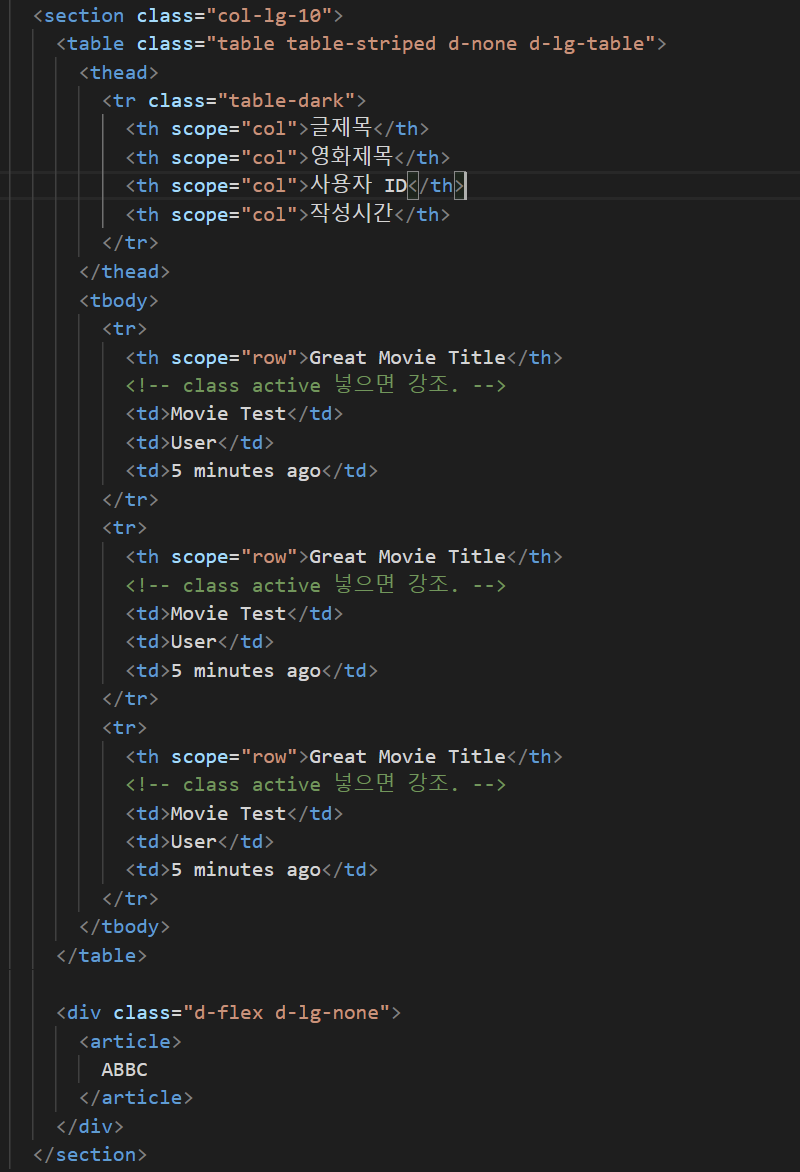 <section class="col-lg-10">
<table class="table table-striped d-none d-lg-table">
<thead>
<tr class="table-dark">
<th scope="col">글제목</th>
<th scope="col">영화제목</th>
<th scope="col">사용자 ID</th>
<th scope="col">작성시간</th>
</tr>
</thead>
<tbody>
<tr>
<th scope="row">Great Movie Title</th>
<!-- class active 넣으면 강조. -->
<td>Movie Test</td>
<td>User</td>
<td>5 minutes ago</td>
</tr>
<tr>
<th scope="row">Great Movie Title</th>
<!-- class active 넣으면 강조. -->
<td>Movie Test</td>
<td>User</td>
<td>5 minutes ago</td>
</tr>
<tr>
<th scope="row">Great Movie Title</th>
<!-- class active 넣으면 강조. -->
<td>Movie Test</td>
<td>User</td>
<td>5 minutes ago</td>
</tr>
</tbody>
</table>
<div class="d-flex d-lg-none">
<article>
ABBC
</article>
</div>
</section>